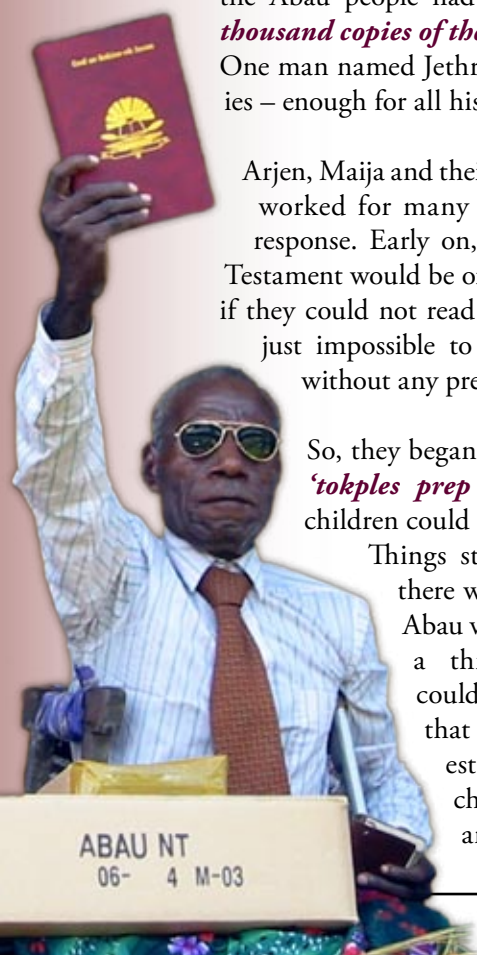 the Abau people had
thousand copies of the
One man named Jethr
ies – enough for all his
Arjen, Maija and thei
worked for many
response. Early on,
Testament would be o
if they could not read
just impossible to
without any pre
So, they began
‘tokples prep
children could
Things st
there w
Abau w
a th
could
that
est
ch
a
ABAU NT
06- 4 M-03